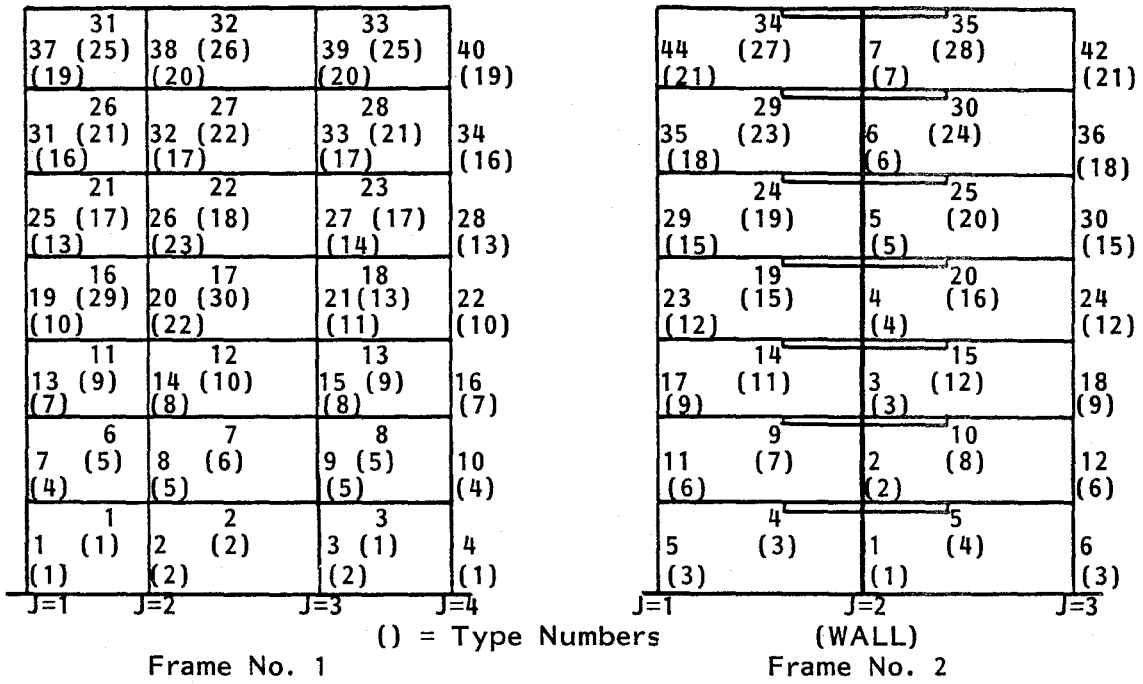 31 32 33 34 35
37 (25) 38 (26) 39 (25) 40 44 (27) 7 (28) 42
(19) (20) (20) (19) (21) (7) (21)
26 27 28 29 30
31 (21) 32 (22) 33 (21) 34 35 (23) 6 (24) 36
(16) (17) (17) (16) (18) (6) (18)
21 22 23 24 25
25 (17) 26 (18) 27 (17) 28 29 (19) 5 (20) 30
(13) (23) (14) (13) (15) (5) (15)
16 17 18 19 20
19 (29) 20 (30) 21(13) 22 23 (15) 4 (16) 24
(10) (22) (11) (10) (12) (4) (12)
11 12 13 14 15
13 (9) 14 (10) 15 (9) 16 17 (11) 3 (12) 18
(7) (8) (8) (7) (9) (3) (9)
6 7 8 9 10
7 (5) 8 (6) 9 (5) 10 11 (7) 2 (8) 12
(4) (5) (5) (4) (6) (2) (6)
1 2 3 4 5
1 (1) 2 (2) 3 (1) 4 5 (3) 1 (4) 6
(1) (2) (2) (1) (3) (1) (3)
J=1 J=2 J=3 J=4 J=1 J=2 J=3
() = Type Numbers (WALL)
Frame No. 1 Frame No. 2